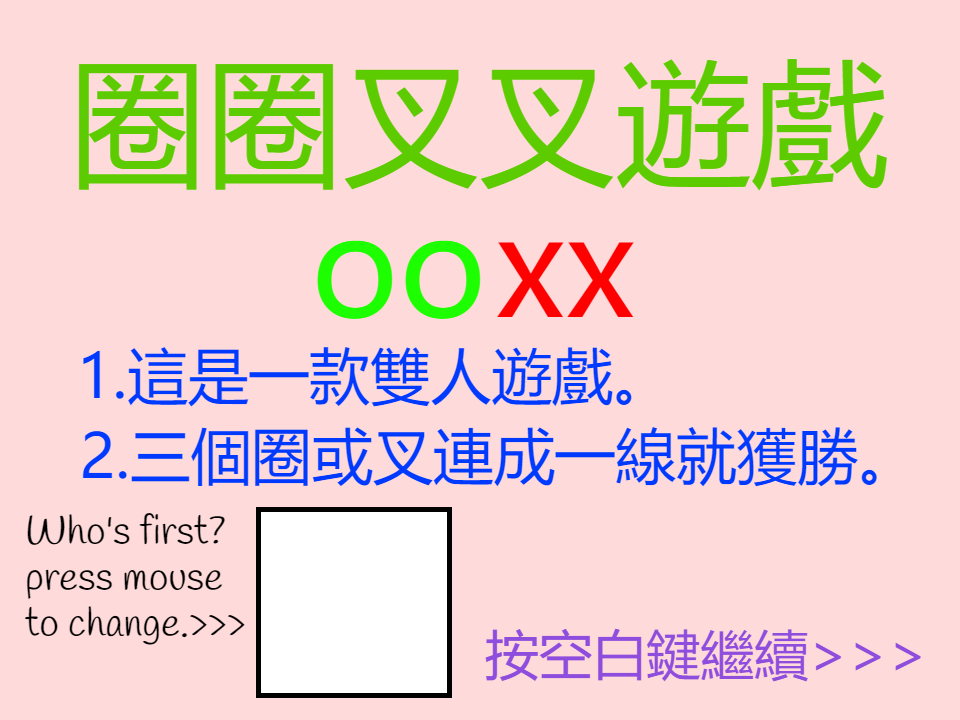 圈圈叉叉遊戲
OOXX
1.這是一款雙人遊戲。
2.三個圈或叉連成一線就獲勝。
Who's first?
press mouse
to change.>>>
按空白鍵繼續>>>